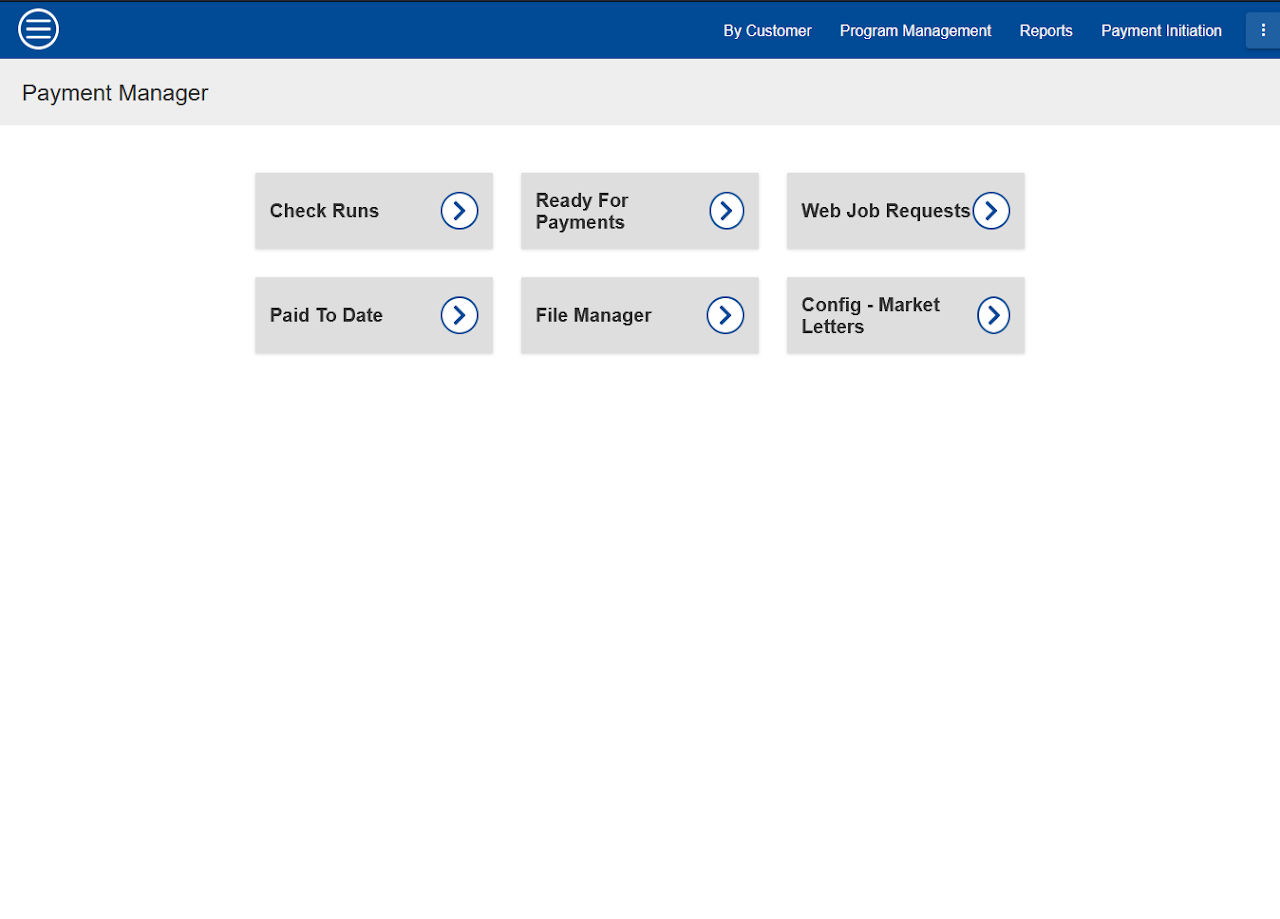 By Customer Program Management Reports Payment Initiation
Payment Manager
Check Runs
Ready For
Payments
Web Job Requests
Paid To Date
File Manager
Config - Market
Letters